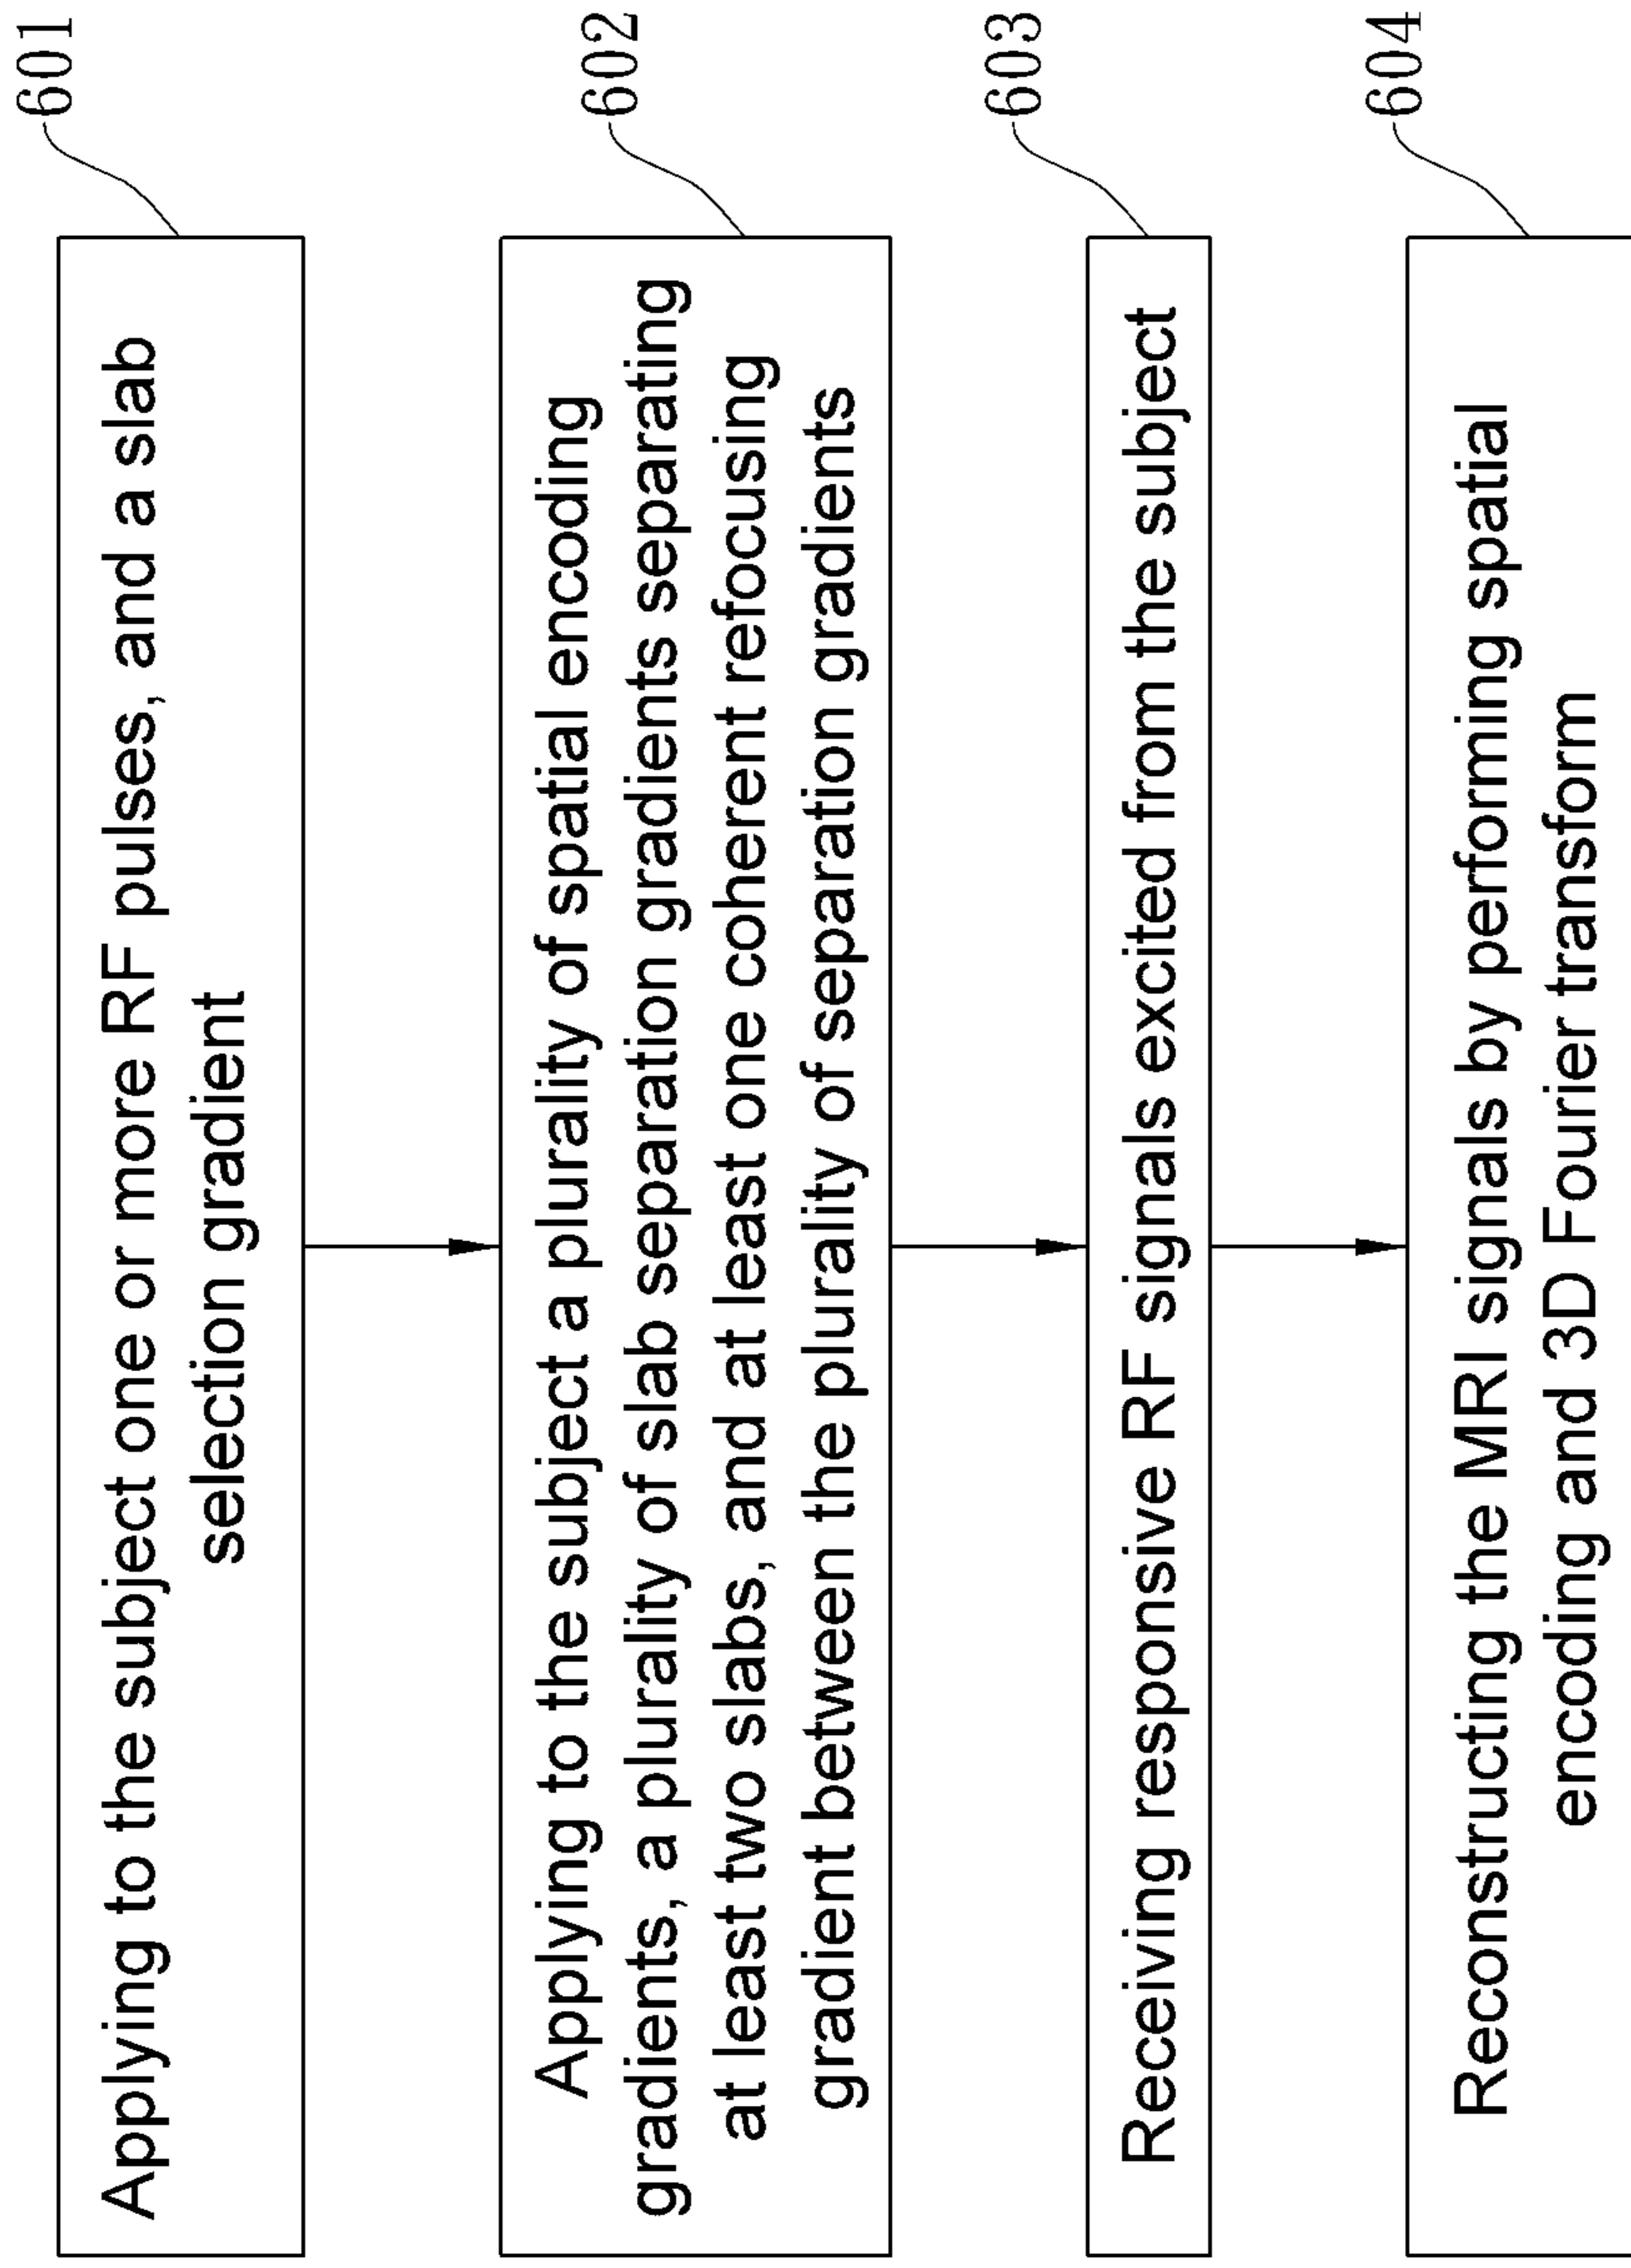 601
Applying to the subject one or more RF pulses, and a slab
selection gradient
602
Applying to the subject a plurality of spatial encoding
gradients, a plurality of slab separation gradients separating
at least two slabs, and at least one coherent refocusing
gradient between the plurality of separation gradients
603
Receiving responsive RF signals excited from the subject
604
Reconstructing the MRI signals by performing spatial
encoding and 3D Fourier transform